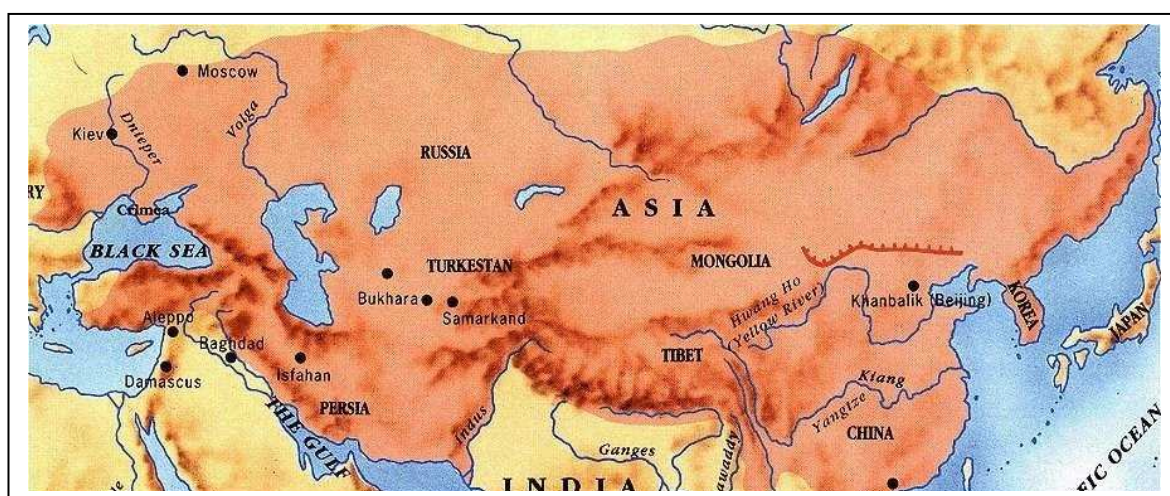 Moscow
Kiev
Dnieper
Volga
RUSSIA
RY
Crimea
ASIA
BLACK SEA
TURKESTAN
MONGOLIA
Bukhara
Samarkand
Hwang Ho
Yellow River)
Khanbalik (Beijing)
KOREA
JAPAN
Aleppo
Baghdad
Damascus
Isfahan
TIBET
PERSIA
THE GULF
Indus
Kiang
Yangtze
CHINA
Ganges
awaddy
INDIA
FIC OCEAN
le